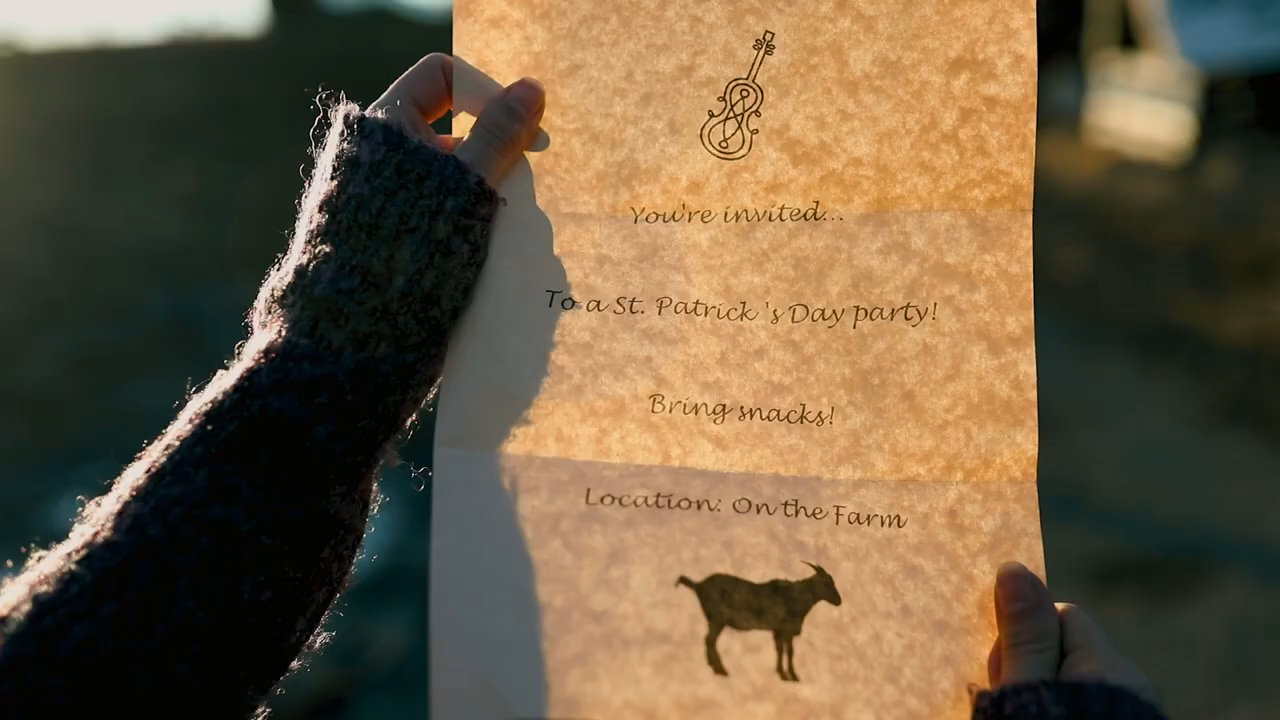 You're invited...
To a St. Patrick 's Day party!
Bring snacks!
Location: On the Farm